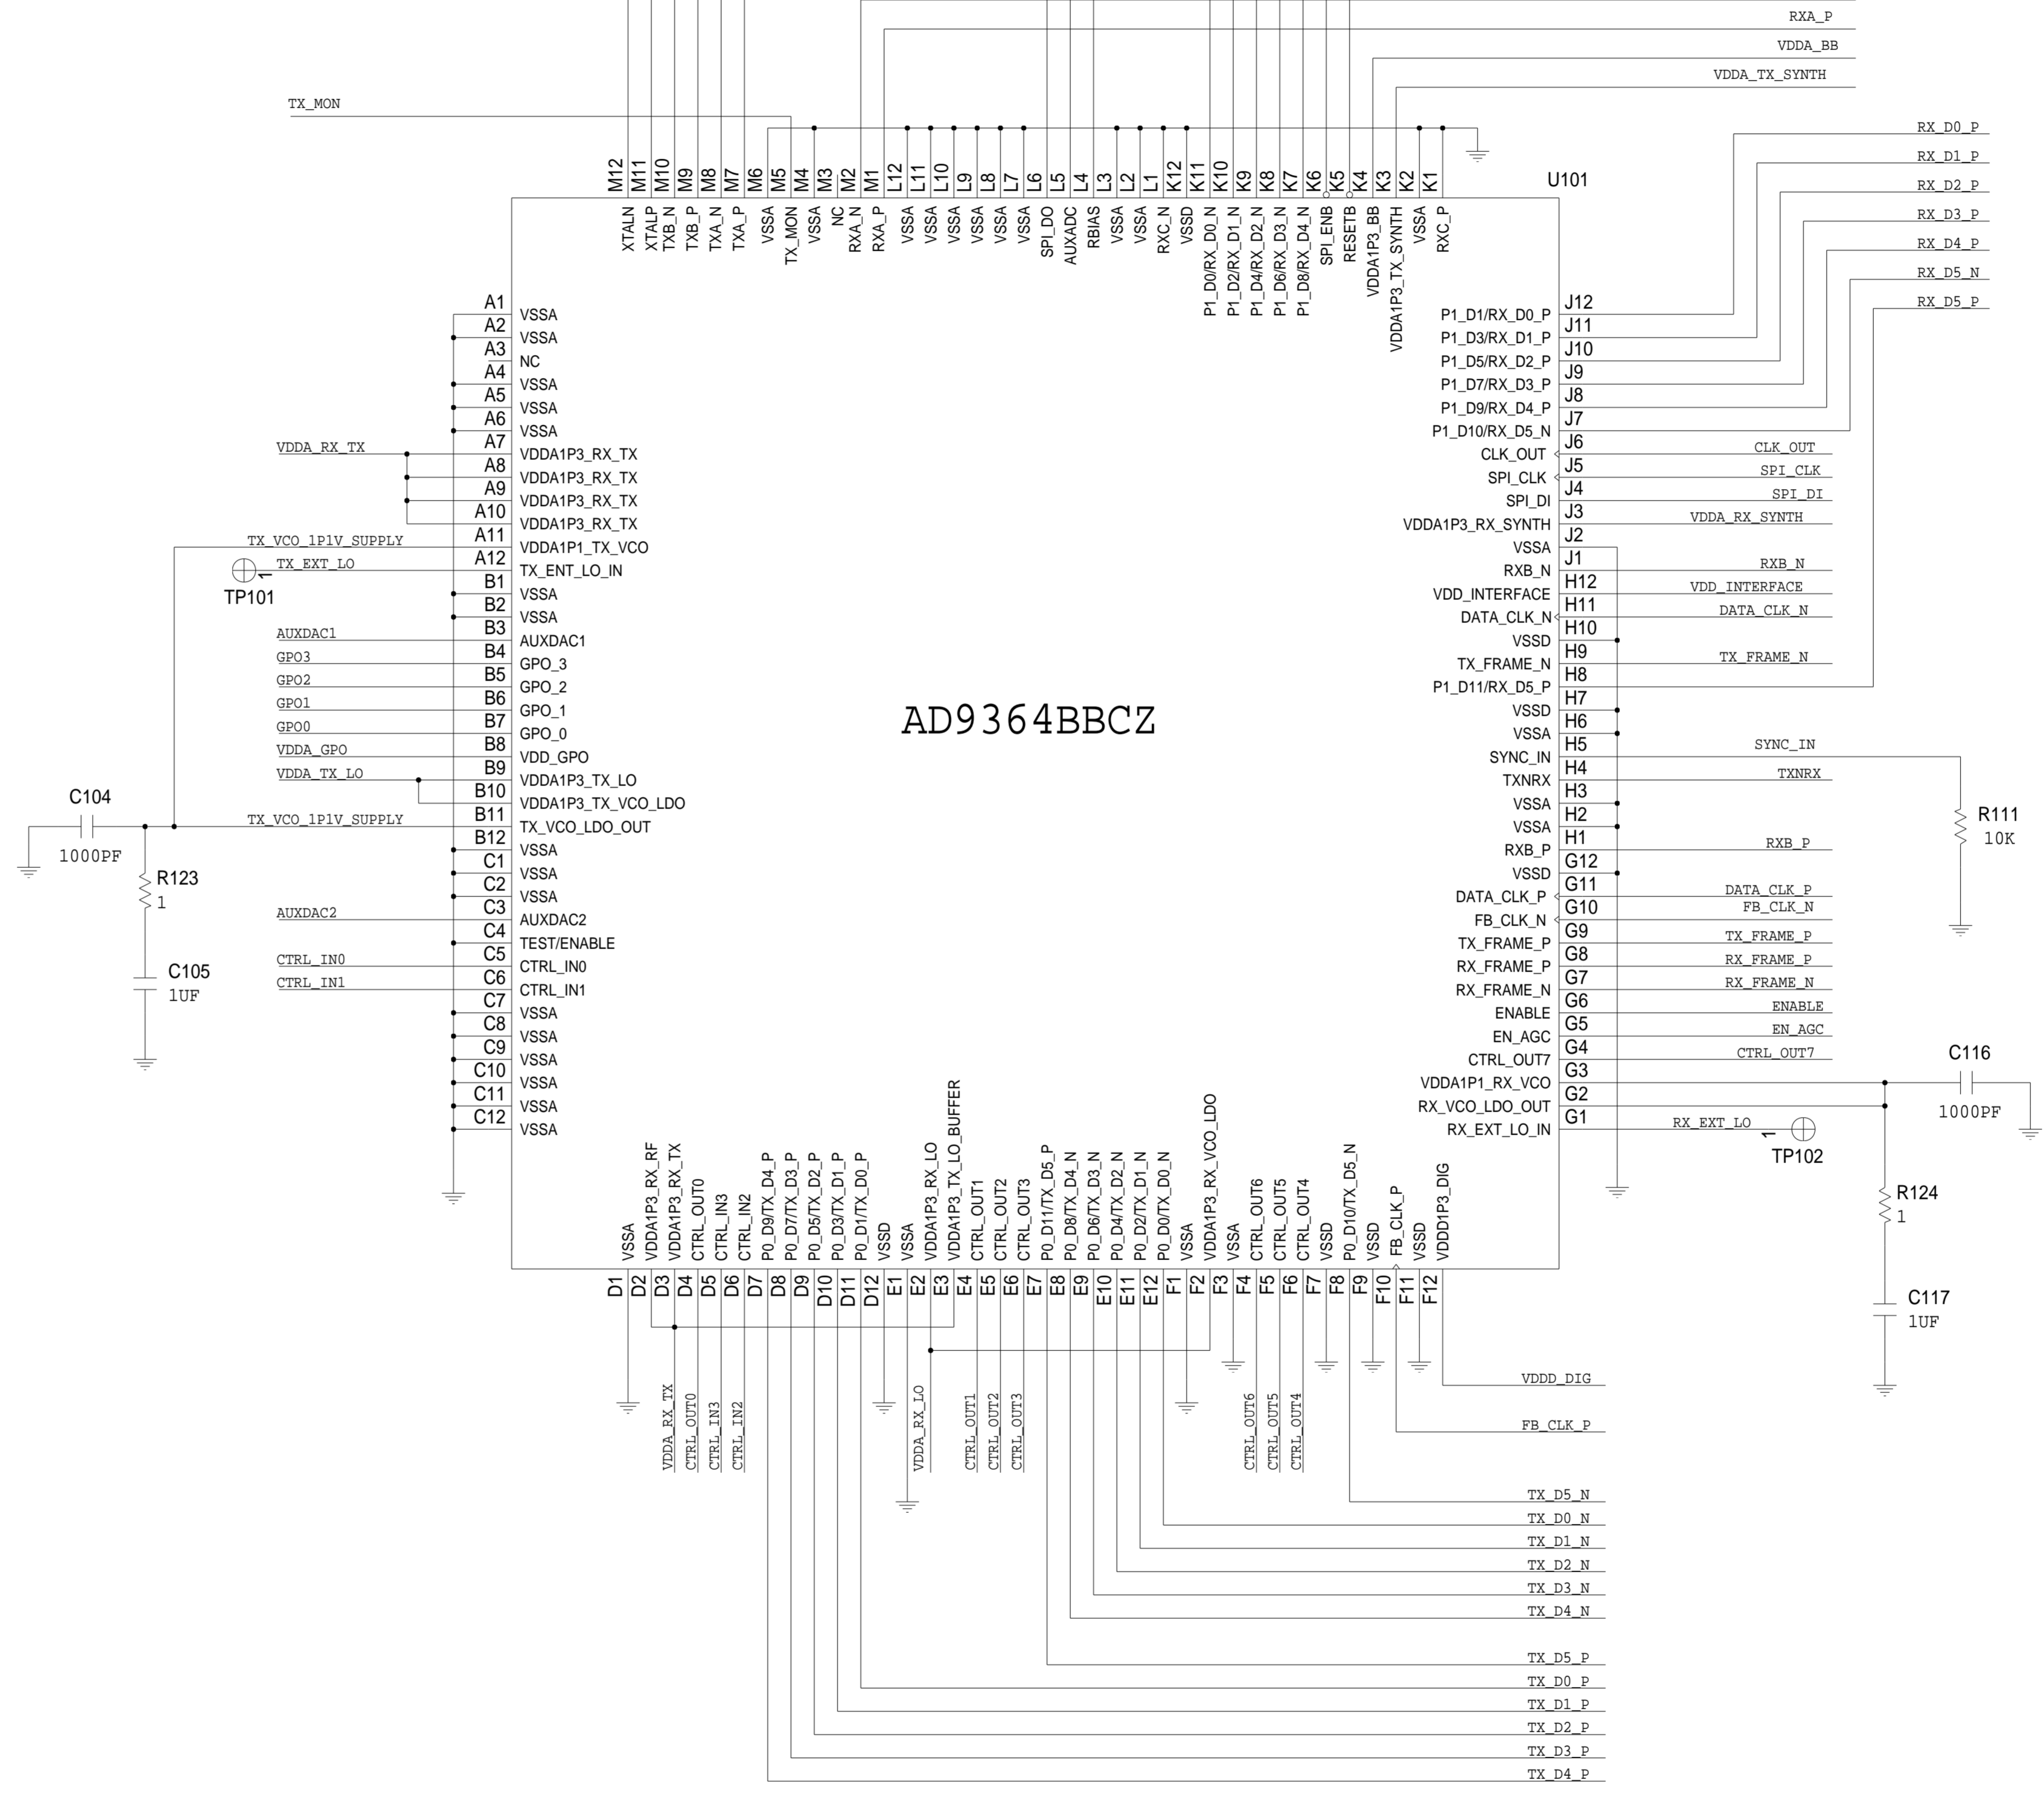 RXA_P
VDDA_BB
VDDA_TX_SYNTH
TX_MON
RX_D0_P
RX_D1_P
RX_D2_P
RX_D3_P
RX_D4_P
RX_D5_N
RX_D5_P
U101
M12 M11 M10 M9 M8 M7 M6 M5 M4 M3 M2 M1 L12 L11 L10 L9 L8 L7 L6 L5 L4 L3 L2 L1 K12 K11 K10 K9 K8 K7 K6 K5 K4 K3 K2 K1
XTALN
XTALP
TXB_N
TXB_P
TXA_N
TXA_P
VSSA
TX_MON
VSSA
NC
RXA_N
RXA_P
VSSA
VSSA
VSSA
VSSA
VSSA
VSSA
SPI_DO
AUXADC
RBIAS
VSSA
VSSA
RXC_N
VSSD
P1_D0/RX_D0_N
P1_D2/RX_D1_N
P1_D4/RX_D2_N
P1_D6/RX_D3_N
P1_D8/RX_D4_N
SPI_ENB
RESETB
VDDA1P3_BB
VDDA1P3_TX_SYNTH
VSSA
RXC_P
A1 VSSA
A2 VSSA
A3 NC
A4 VSSA
A5 VSSA
A6 VSSA
VDDA_RX_TX A7 VDDA1P3_RX_TX
A8 VDDA1P3_RX_TX
A9 VDDA1P3_RX_TX
A10 VDDA1P3_RX_TX
TX_VCO_1P1V_SUPPLY A11 VDDA1P1_TX_VCO
TP101 1 TX_EXT_LO A12 TX_ENT_LO_IN
B1 VSSA
B2 VSSA
AUXDAC1 B3 AUXDAC1
GPO3 B4 GPO_3
GPO2 B5 GPO_2
GPO1 B6 GPO_1
GPO0 B7 GPO_0
VDDA_GPO B8 VDD_GPO
VDDA_TX_LO B9 VDDA1P3_TX_LO
B10 VDDA1P3_TX_VCO_LDO
TX_VCO_1P1V_SUPPLY B11 TX_VCO_LDO_OUT
B12 VSSA
C1 VSSA
C2 VSSA
AUXDAC2 C3 AUXDAC2
C4 TEST/ENABLE
CTRL_IN0 C5 CTRL_IN0
CTRL_IN1 C6 CTRL_IN1
C7 VSSA
C8 VSSA
C9 VSSA
C10 VSSA
C11 VSSA
C12 VSSA
C104
1000PF
R123
1
C105
1UF
AD9364BBCZ
P1_D1/RX_D0_P J12
P1_D3/RX_D1_P J11
P1_D5/RX_D2_P J10
P1_D7/RX_D3_P J9
P1_D9/RX_D4_P J8
P1_D10/RX_D5_N J7
CLK_OUT J6 CLK_OUT
SPI_CLK J5 SPI_CLK
SPI_DI J4 SPI_DI
VDDA1P3_RX_SYNTH J3 VDDA_RX_SYNTH
VSSA J2
RXB_N J1 RXB_N
VDD_INTERFACE H12 VDD_INTERFACE
DATA_CLK_N H11 DATA_CLK_N
VSSD H10
TX_FRAME_N H9 TX_FRAME_N
P1_D11/RX_D5_P H8
VSSD H7
VSSA H6
SYNC_IN H5 SYNC_IN
TXNRX H4 TXNRX
VSSA H3
VSSA H2
RXB_P H1 RXB_P
VSSD G12
DATA_CLK_P G11 DATA_CLK_P
FB_CLK_N G10 FB_CLK_N
TX_FRAME_P G9 TX_FRAME_P
RX_FRAME_P G8 RX_FRAME_P
RX_FRAME_N G7 RX_FRAME_N
ENABLE G6 ENABLE
EN_AGC G5 EN_AGC
CTRL_OUT7 G4 CTRL_OUT7
VDDA1P1_RX_VCO G3
RX_VCO_LDO_OUT G2
RX_EXT_LO_IN G1 RX_EXT_LO 1
TP102
R111
10K
C116
1000PF
R124
1
C117
1UF
VSSA
VDDA1P3_RX_RF
VDDA1P3_RX_TX
CTRL_OUT0
CTRL_IN3
CTRL_IN2
P0_D9/TX_D4_P
P0_D7/TX_D3_P
P0_D5/TX_D2_P
P0_D3/TX_D1_P
P0_D1/TX_D0_P
VSSD
VSSA
VDDA1P3_RX_LO
VDDA1P3_TX_LO_BUFFER
CTRL_OUT1
CTRL_OUT2
CTRL_OUT3
P0_D11/TX_D5_P
P0_D8/TX_D4_N
P0_D6/TX_D3_N
P0_D4/TX_D2_N
P0_D2/TX_D1_N
P0_D0/TX_D0_N
VSSA
VDDA1P3_RX_VCO_LDO
VSSA
CTRL_OUT6
CTRL_OUT5
CTRL_OUT4
VSSD
P0_D10/TX_D5_N
VSSD
FB_CLK_P
VSSD
VDDD1P3_DIG
D1 D2 D3 D4 D5 D6 D7 D8 D9 D10 D11 D12 E1 E2 E3 E4 E5 E6 E7 E8 E9 E10 E11 E12 F1 F2 F3 F4 F5 F6 F7 F8 F9 F10 F11 F12
VDDA_RX_TX
CTRL_OUT0
CTRL_IN3
CTRL_IN2
VDDA_RX_LO
CTRL_OUT1
CTRL_OUT2
CTRL_OUT3
CTRL_OUT6
CTRL_OUT5
CTRL_OUT4
VDDD_DIG
FB_CLK_P
TX_D5_N
TX_D0_N
TX_D1_N
TX_D2_N
TX_D3_N
TX_D4_N
TX_D5_P
TX_D0_P
TX_D1_P
TX_D2_P
TX_D3_P
TX_D4_P